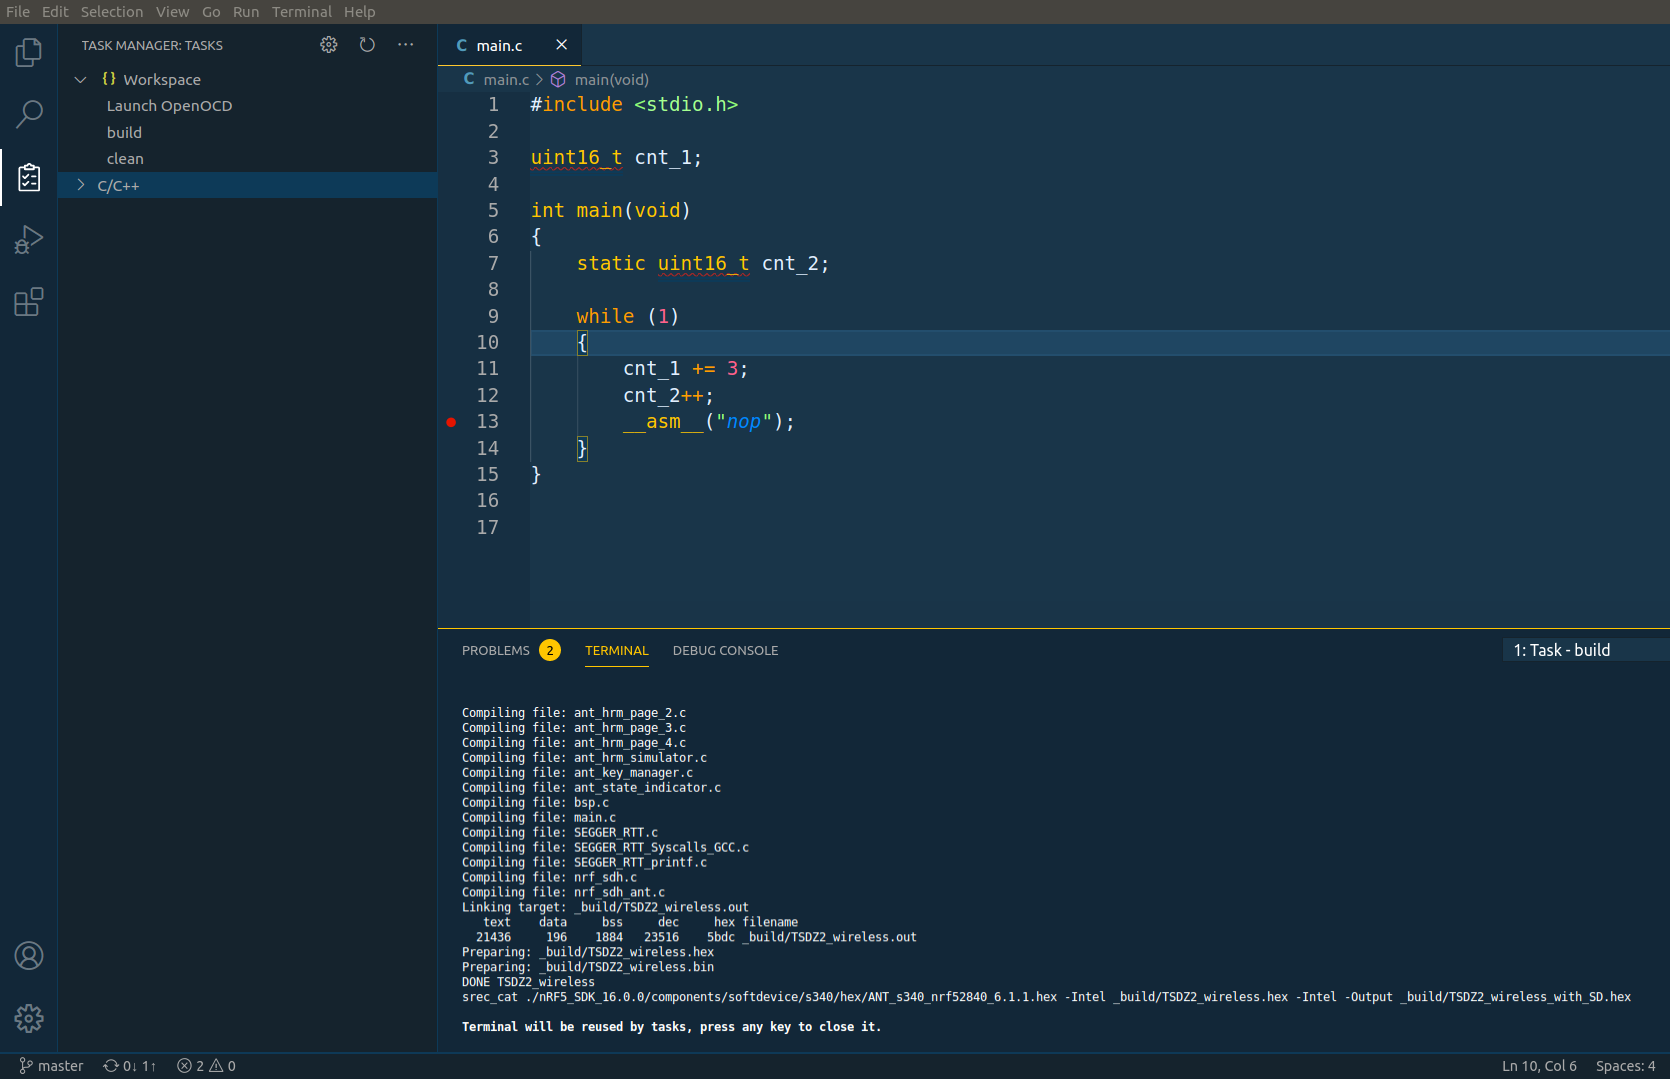 File Edit Selection View Go Run Terminal Help
TASK MANAGER: TASKS
{} Workspace
Launch OpenOCD
build
clean
C/C++
C main.c
C main.c > main(void)
1 #include <stdio.h>
2
3 uint16_t cnt_1;
4
5 int main(void)
6 {
7 static uint16_t cnt_2;
8
9 while (1)
10 {
11 cnt_1 += 3;
12 cnt_2++;
13 __asm__("nop");
14 }
15 }
16
17
PROBLEMS 2 TERMINAL DEBUG CONSOLE 1: Task - build
Compiling file: ant_hrm_page_2.c
Compiling file: ant_hrm_page_3.c
Compiling file: ant_hrm_page_4.c
Compiling file: ant_hrm_simulator.c
Compiling file: ant_key_manager.c
Compiling file: ant_state_indicator.c
Compiling file: bsp.c
Compiling file: main.c
Compiling file: SEGGER_RTT.c
Compiling file: SEGGER_RTT_Syscalls_GCC.c
Compiling file: SEGGER_RTT_printf.c
Compiling file: nrf_sdh.c
Compiling file: nrf_sdh_ant.c
Linking target: _build/TSDZ2_wireless.out
text data bss dec hex filename
21436 196 1884 23516 5bdc _build/TSDZ2_wireless.out
Preparing: _build/TSDZ2_wireless.hex
Preparing: _build/TSDZ2_wireless.bin
DONE TSDZ2_wireless
srec_cat ./nRF5_SDK_16.0.0/components/softdevice/s340/hex/ANT_s340_nrf52840_6.1.1.hex -Intel _build/TSDZ2_wireless.hex -Intel -Output _build/TSDZ2_wireless_with_SD.hex
Terminal will be reused by tasks, press any key to close it.
master 0↓ 1↑ 2 0 Ln 10, Col 6 Spaces: 4